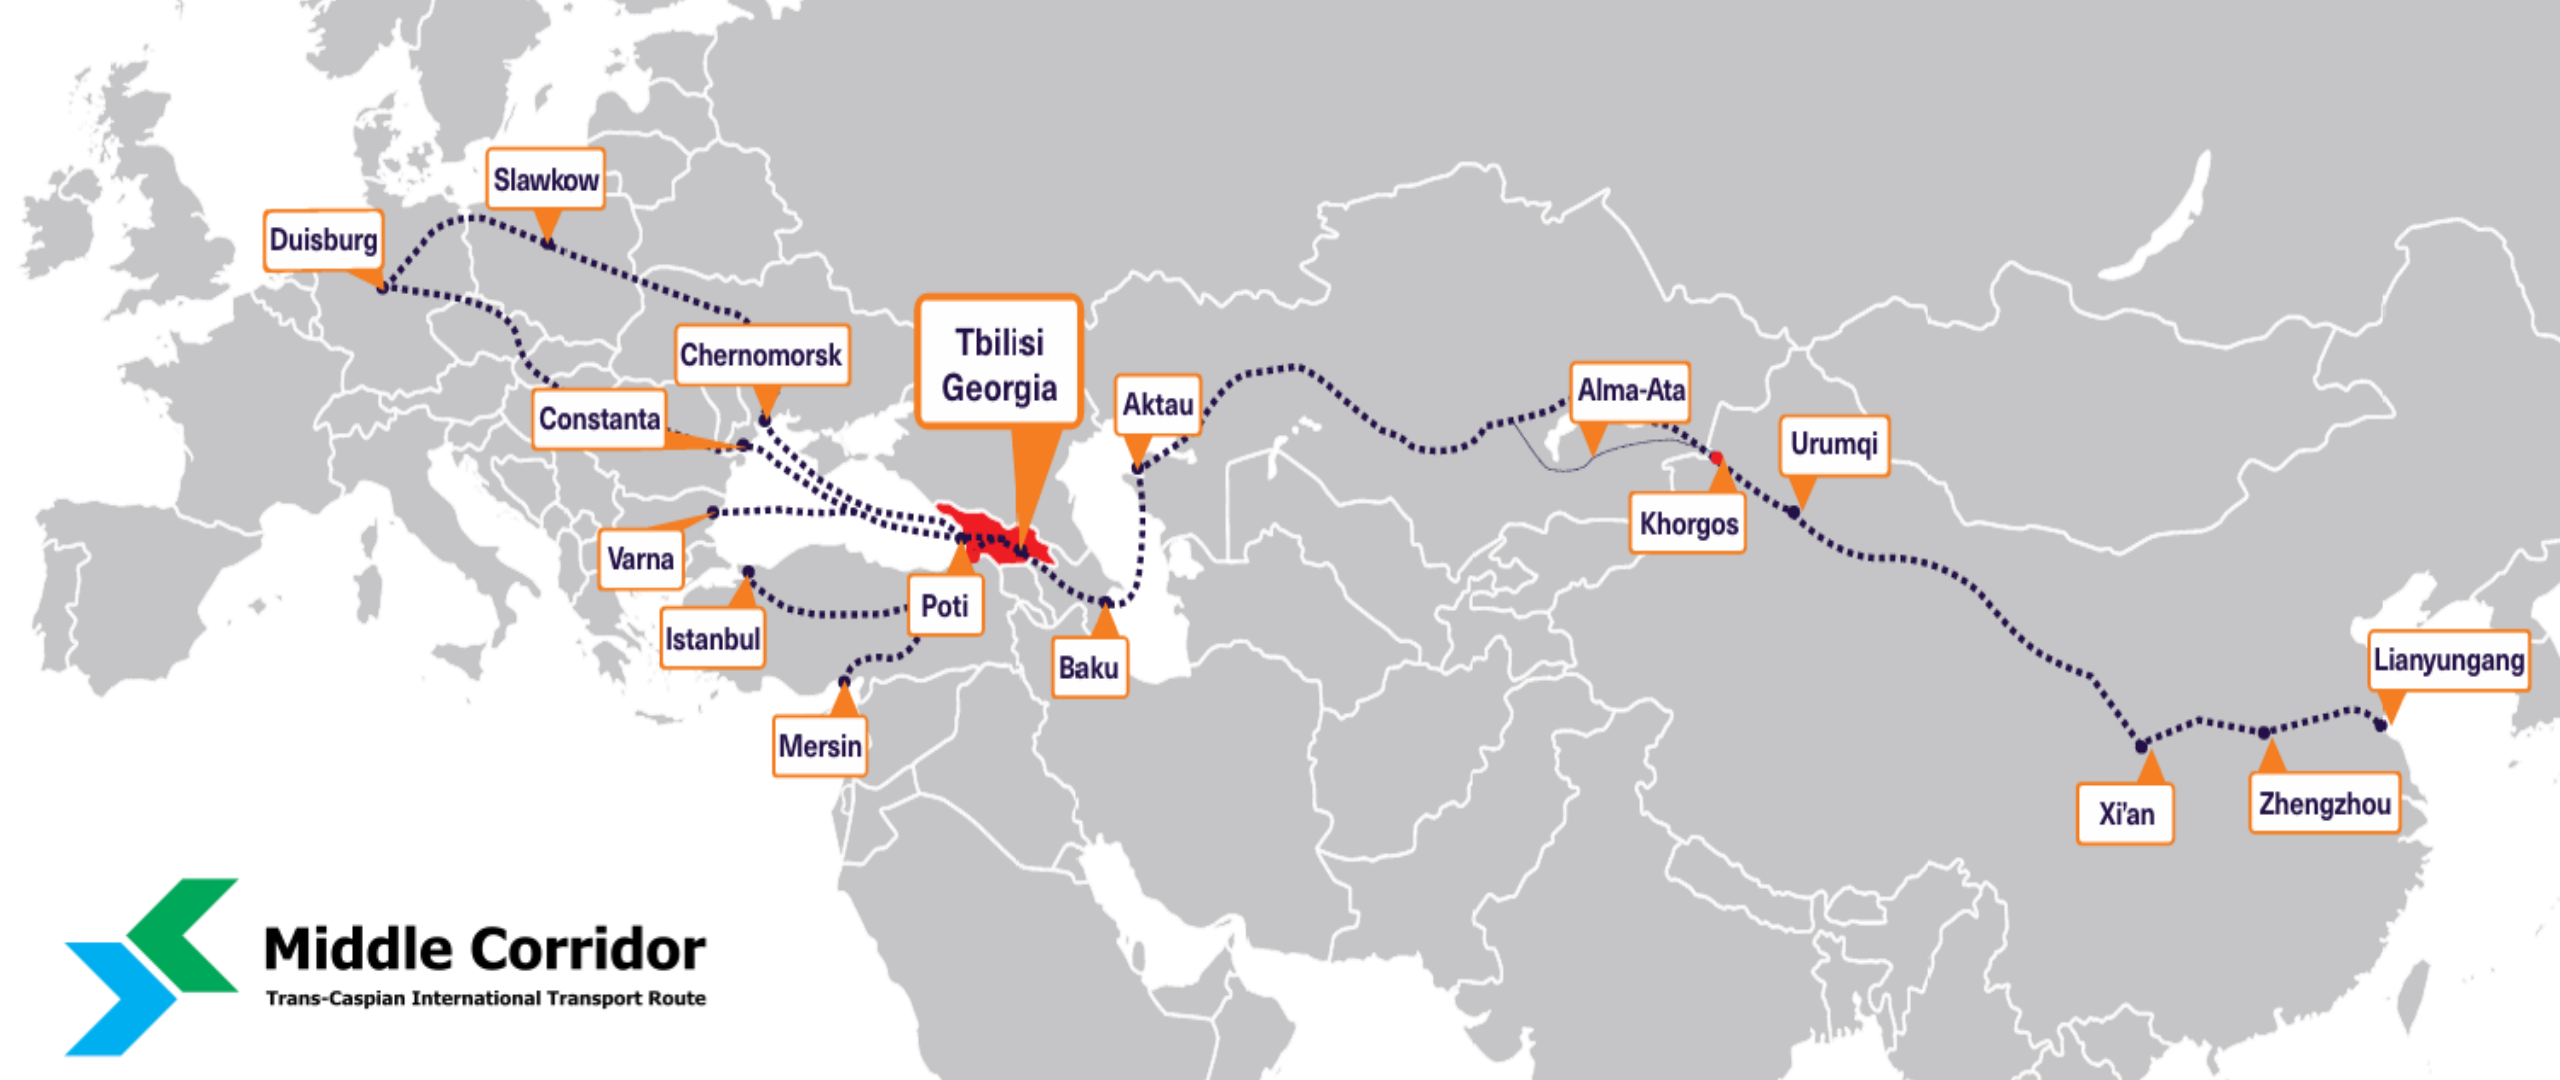 Slawkow
Duisburg
Chernomorsk
Constanta
Varna
Istanbul
Mersin
Tbilisi
Georgia
Poti
Baku
Aktau
Alma-Ata
Khorgos
Urumqi
Xi'an
Zhengzhou
Lianyungang
Middle Corridor
Trans-Caspian International Transport Route